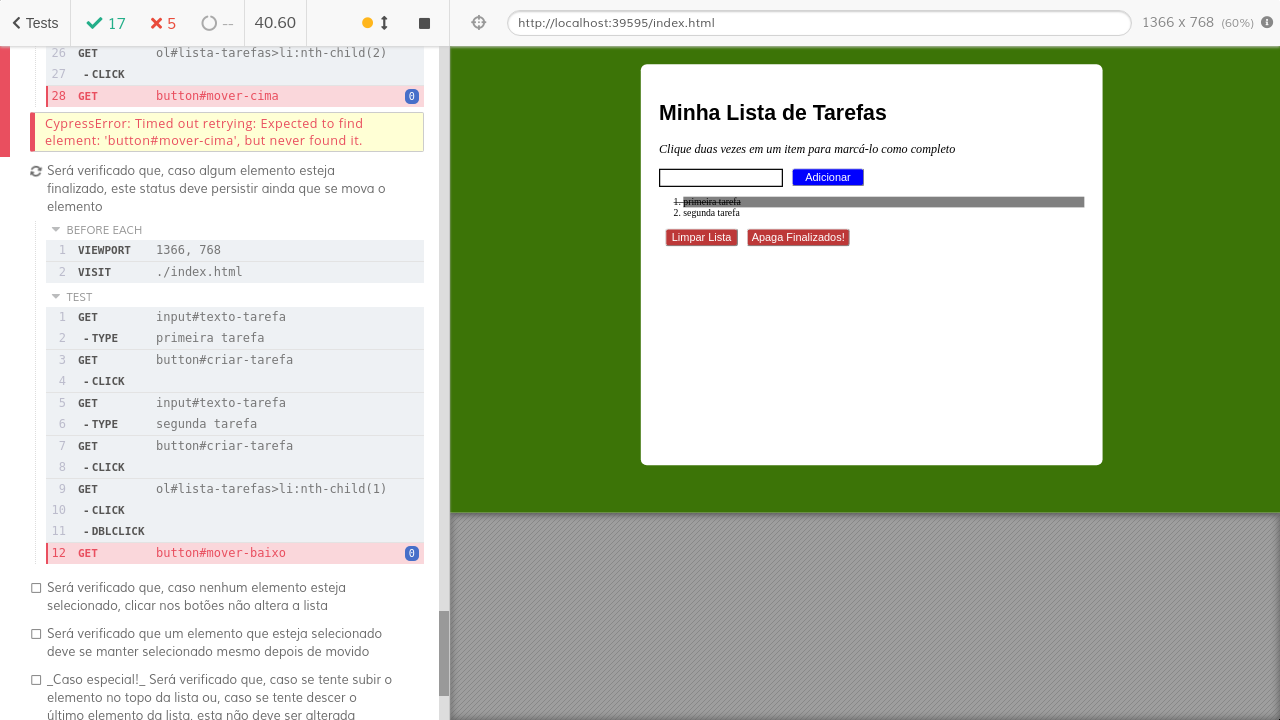 Tests 17 5 -- 40.60
http://localhost:39595/index.html 1366 x 768 (60%)
26 GET ol#lista-tarefas>li:nth-child(2)
27 -CLICK
28 GET button#mover-cima 0
CypressError: Timed out retrying: Expected to find
element: 'button#mover-cima', but never found it.
Será verificado que, caso algum elemento esteja
finalizado, este status deve persistir ainda que se mova o
elemento
BEFORE EACH
1 VIEWPORT 1366, 768
2 VISIT ./index.html
TEST
1 GET input#texto-tarefa
2 -TYPE primeira tarefa
3 GET button#criar-tarefa
4 -CLICK
5 GET input#texto-tarefa
6 -TYPE segunda tarefa
7 GET button#criar-tarefa
8 -CLICK
9 GET ol#lista-tarefas>li:nth-child(1)
10 -CLICK
11 -DBLCLICK
12 GET button#mover-baixo 0
Será verificado que, caso nenhum elemento esteja
selecionado, clicar nos botões não altera a lista
Será verificado que um elemento que esteja selecionado
deve se manter selecionado mesmo depois de movido
_Caso especial!_ Será verificado que, caso se tente subir o
elemento no topo da lista ou, caso se tente descer o
último elemento da lista, esta não deve ser alterada
Minha Lista de Tarefas
Clique duas vezes em um item para marcá-lo como completo
Adicionar
1. primeira tarefa
2. segunda tarefa
Limpar Lista Apaga Finalizados!